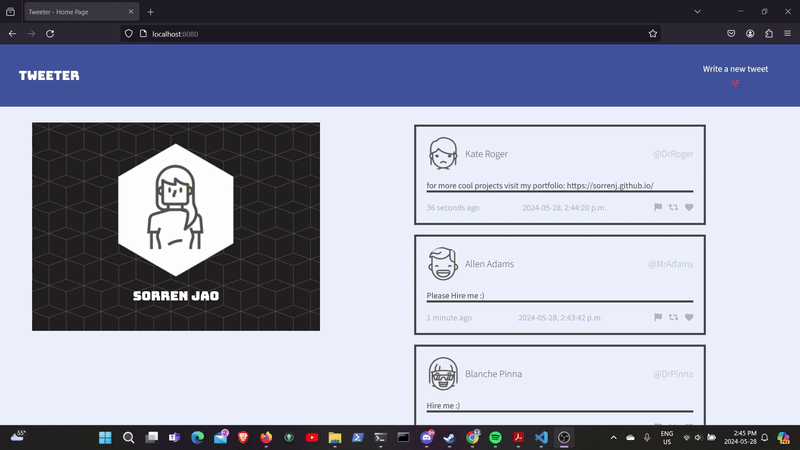 Tweeter - Home Page
localhost:8080
TWEETER
Write a new tweet
SORREN JAO
Kate Roger
@DrRoger
for more cool projects visit my portfolio: https://sorrenj.github.io/
36 seconds ago
2024-05-28, 2:44:20 p.m.
Allen Adams
@MrAdams
Please Hire me :)
1 minute ago
2024-05-28, 2:43:42 p.m.
Blanche Pinna
@DrPinna
Hire me :)
55°
ENG
US
2:45 PM
2024-05-28